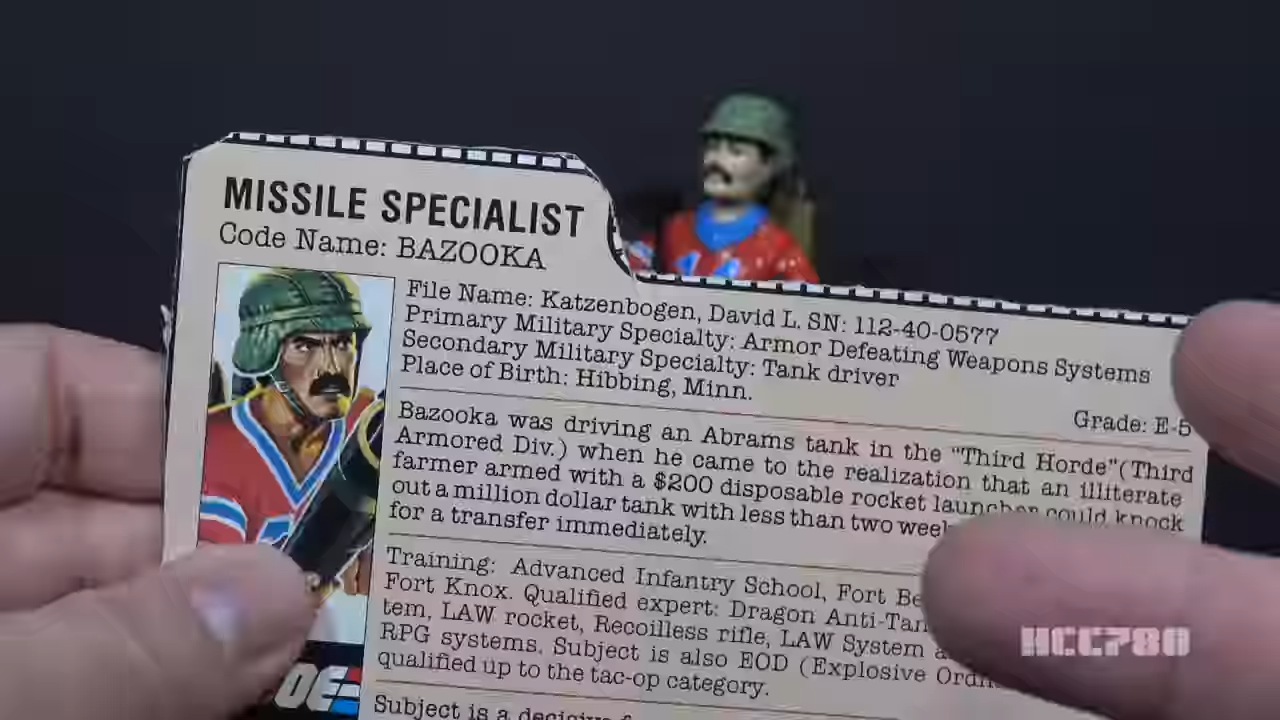 MISSILE SPECIALIST
Code Name: BAZOOKA
File Name: Katzenbogen, David L. SN: 112-40-0577
Primary Military Specialty: Armor Defeating Weapons Systems
Secondary Military Specialty: Tank driver
Place of Birth: Hibbing, Minn.
Grade: E-5
Bazooka was driving an Abrams tank in the "Third Horde"(Third
Armored Div.) when he came to the realization that an illiterate
farmer armed with a $200 disposable rocket launcher could knock
out a million dollar tank with less than two
for a transfer immediately.
Training: Advanced Infantry School, Fort
Fort Knox. Qualified expert: Dragon
tem, LAW rocket, Recoilless rifle, LAW System
RPG systems. Subject is also EOD (Explosive
qualified up to the tac-op category.
Subject is a
44
HCC780